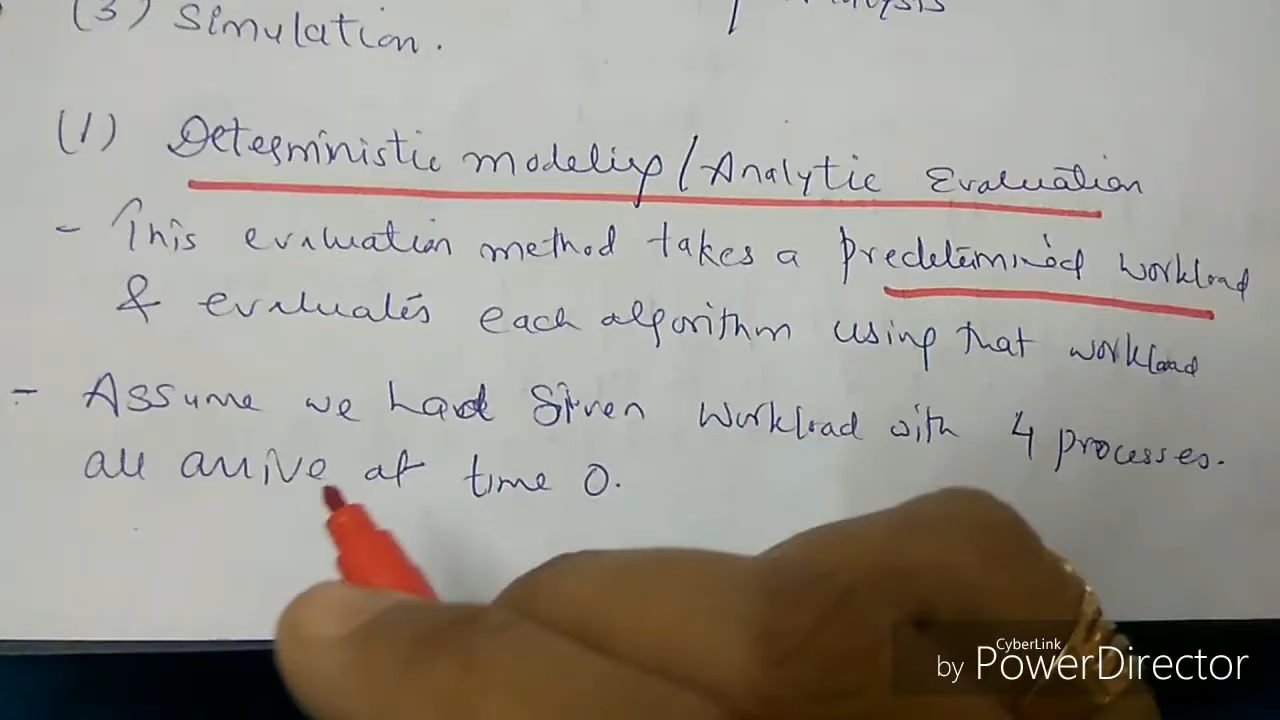 (3) Simulation.
(1) Deterministic modeling/Analytic Evaluation
- This evaluation method takes a predetermined workload
& evaluates each algorithm using that workload
- Assume we had given workload with 4 processes.
all arrive at time 0.
CyberLink
by PowerDirector